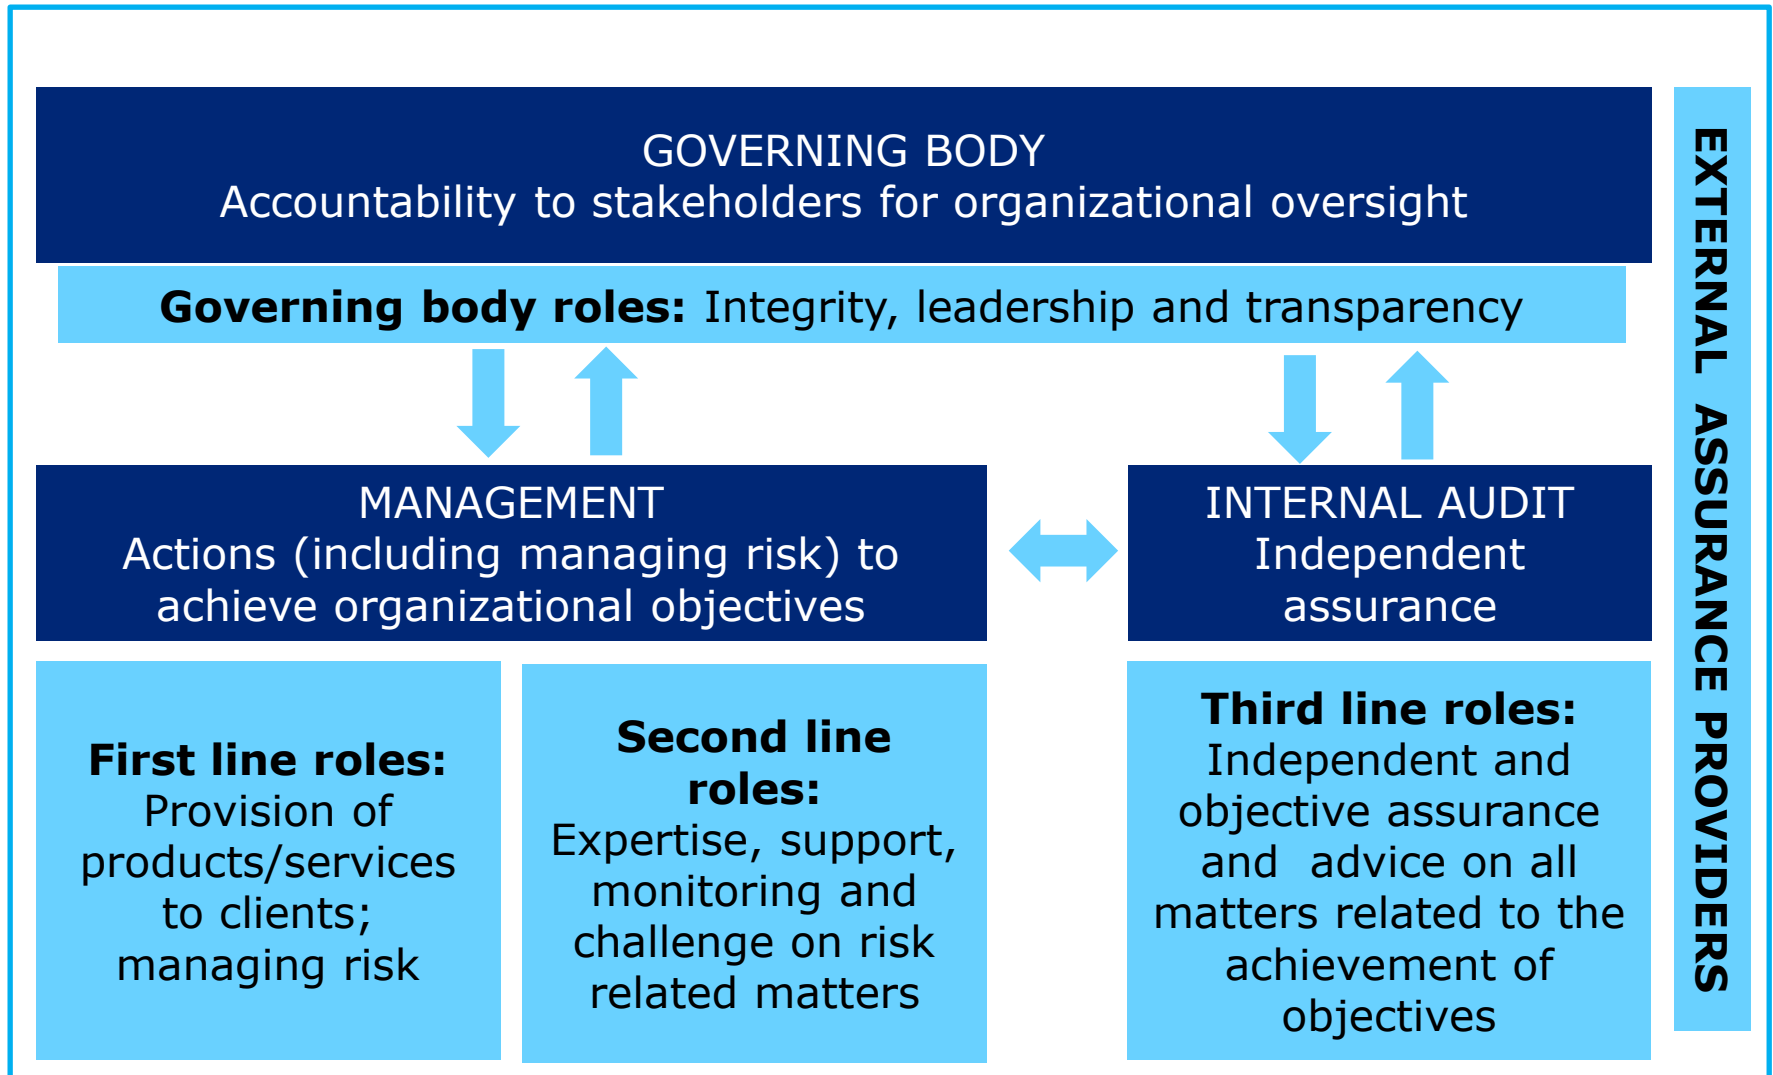 GOVERNING BODY
Accountability to stakeholders for organizational oversight
Governing body roles: Integrity, leadership and transparency
MANAGEMENT
Actions (including managing risk) to
achieve organizational objectives
INTERNAL AUDIT
Independent
assurance
First line roles:
Provision of
products/services
to clients;
managing risk
Second line
roles:
Expertise, support,
monitoring and
challenge on risk
related matters
Third line roles:
Independent and
objective assurance
and advice on all
matters related to the
achievement of
objectives
EXTERNAL ASSURANCE PROVIDERS